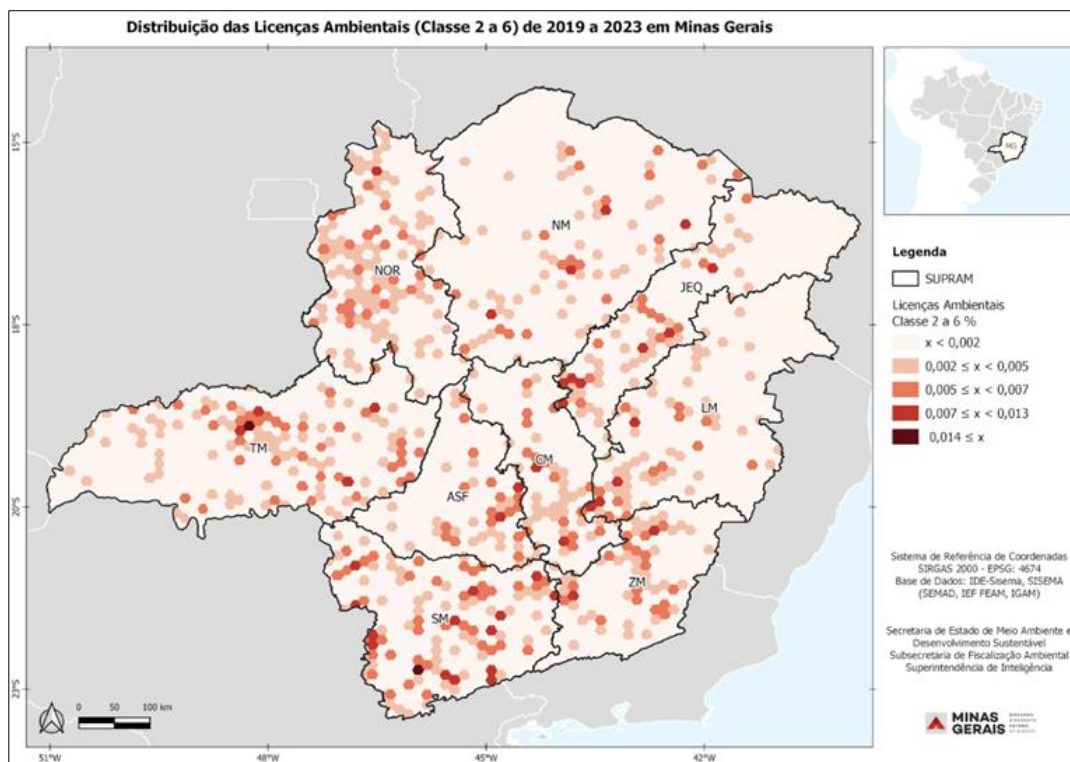 Distribuição das Licenças Ambientais (Classe 2 a 6) de 2019 a 2023 em Minas Gerais
15°S
18°S
20°S
23°S
NM
NOR
JEQ
LM
TM
CM
ASF
ZM
SM
0 50 100 km
51°W
48°W
45°W
42°W
MG
Legenda
SUPRAM
Licenças Ambientais
Classe 2 a 6 %
x < 0,002
0,002 ≤ x < 0,005
0,005 ≤ x < 0,007
0,007 ≤ x < 0,013
0,014 ≤ x
Sistema de Referência de Coordenadas
SIRGAS 2000 - EPSG: 4674
Base de Dados: IDE-Sisema, SISEMA
(SEMAD, IEF FEAM, IGAM)
Secretaria de Estado de Meio Ambiente e
Desenvolvimento Sustentável
Subsecretaria de Fiscalização Ambiental
Superintendência de Inteligência
MINAS
GERAIS